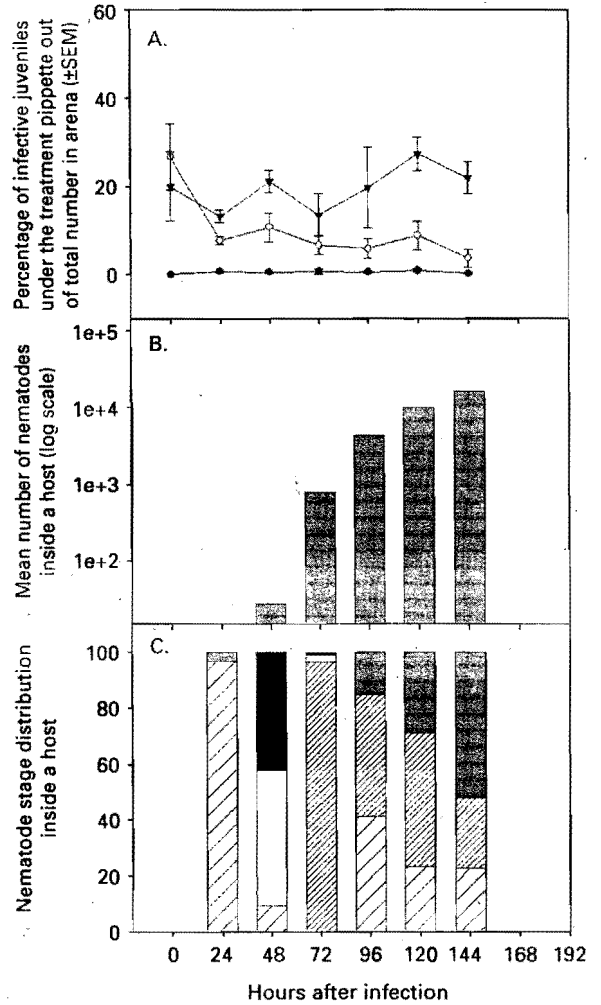 A.
Percentage of infective juveniles
under the treatment pippette out
of total number in arena (±SEM)
60
40
20
0
B.
Mean number of nematodes
inside a host (log scale)
1e+5
1e+4
1e+3
1e+2
C.
Nematode stage distribution
inside a host
100
80
60
40
20
0
0 24 48 72 96 120 144 168 192
Hours after infection